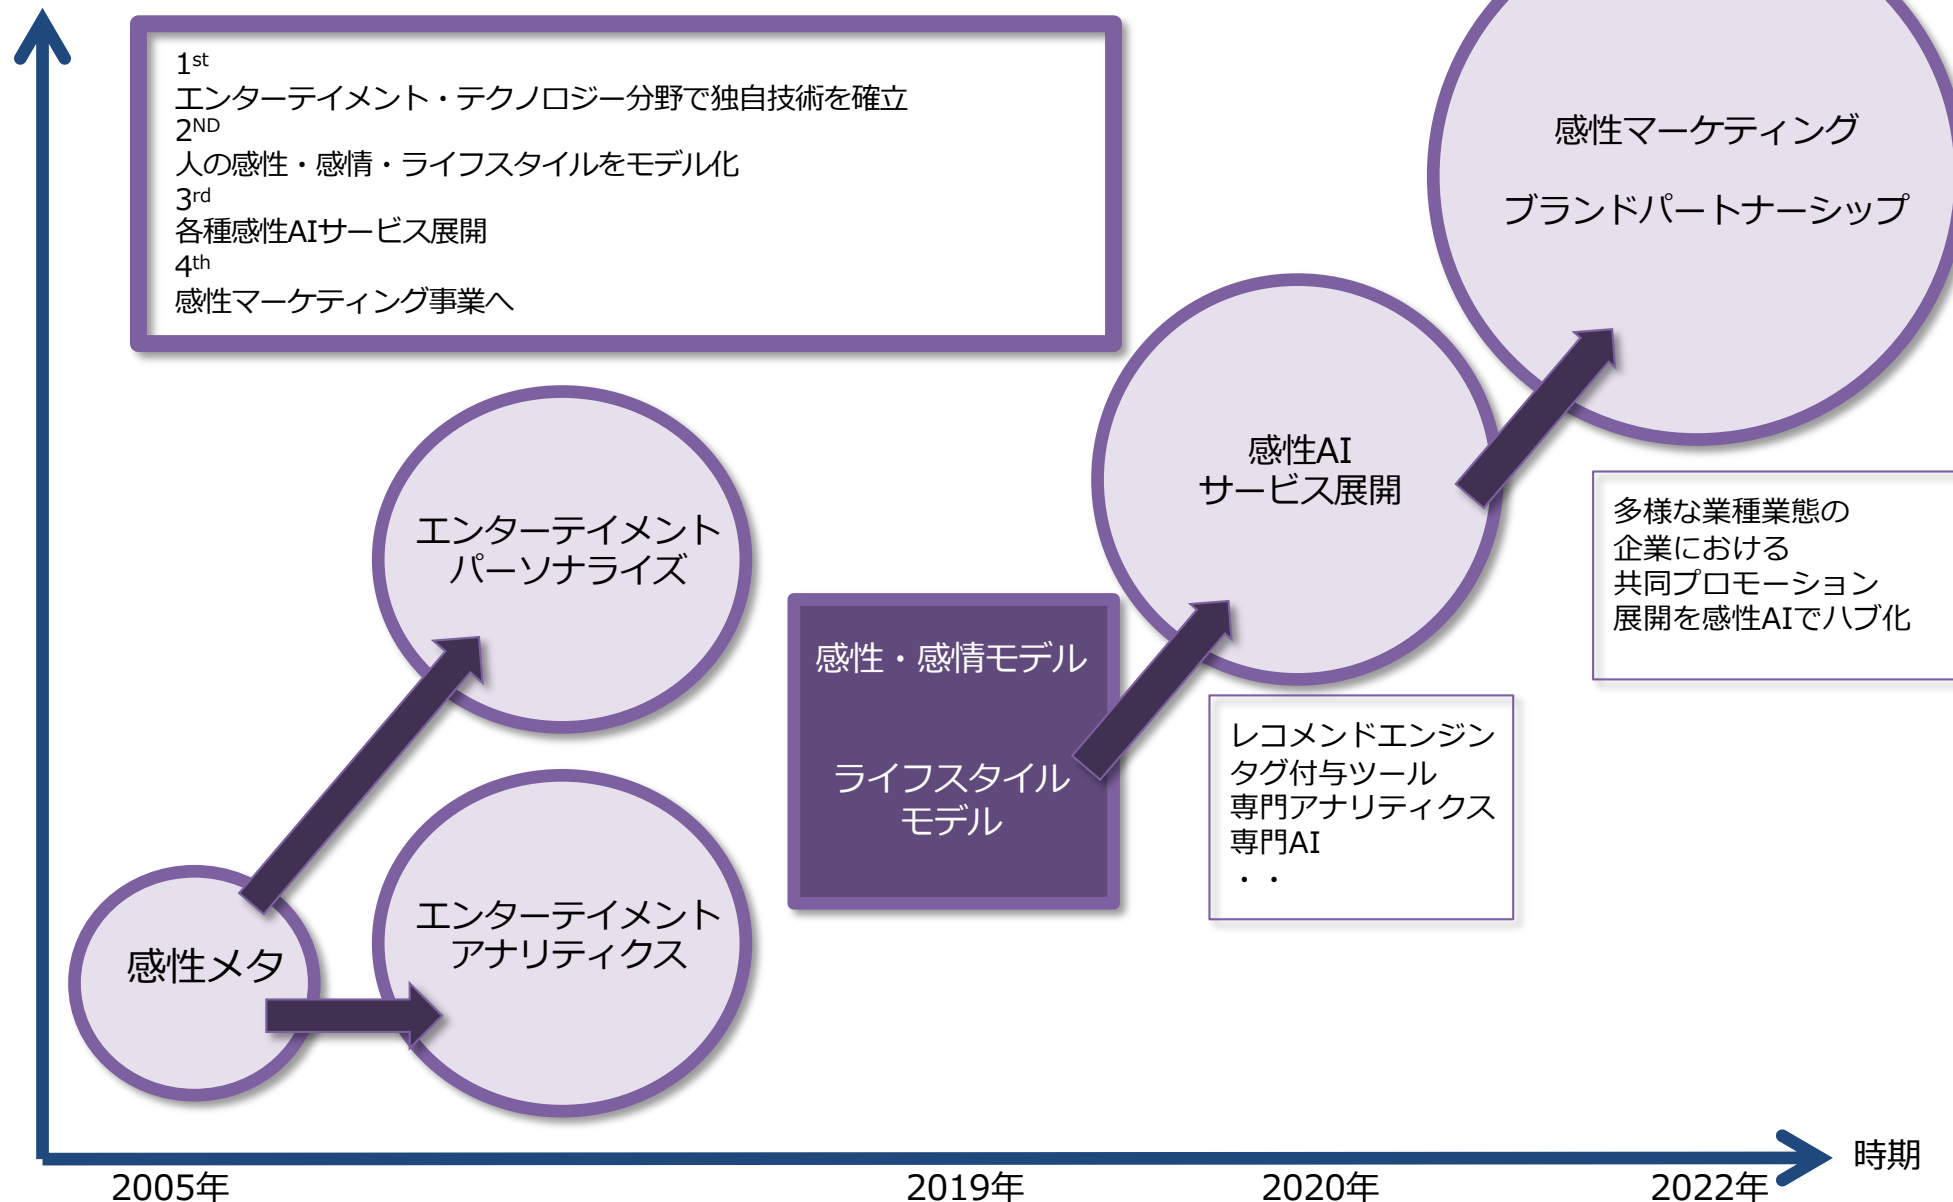 1st
エンターテイメント・テクノロジー分野で独自技術を確立
2ND
人の感性・感情・ライフスタイルをモデル化
3rd
各種感性AIサービス展開
4th
感性マーケティング事業へ
感性マーケティング
ブランドパートナーシップ
感性AI
サービス展開
多様な業種業態の
企業における
共同プロモーション
展開を感性AIでハブ化
エンターテイメント
パーソナライズ
感性・感情モデル
ライフスタイル
モデル
レコメンドエンジン
タグ付与ツール
専門アナリティクス
専門AI
・・
エンターテイメント
アナリティクス
感性メタ
時期
2005年
2019年
2020年
2022年